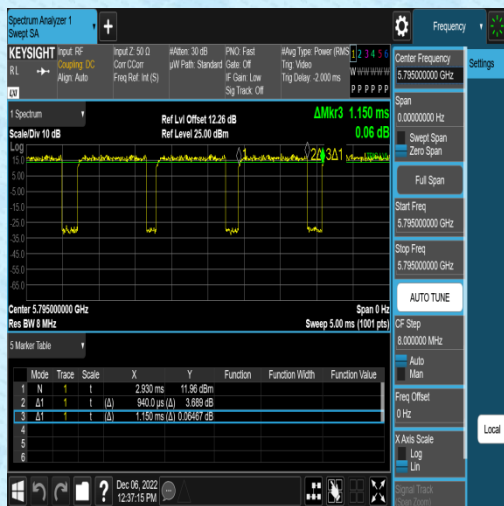 Spectrum Analyzer 1
Swept SA
Frequency
KEYSIGHT
Input: RF
Coupling: DC
Align: Auto
Input Z: 50 Ω
Corr CCorr
Freq Ref: Int (S)
#Atten: 30 dB
µW Path: Standard
PNO: Fast
Gate: Off
IF Gain: Low
Sig Track: Off
#Avg Type: Power (RMS
Trig: Video
Trig Delay: -2.000 ms
1 2 3 4 5 6
W W W W W W
P P P P P P
R L
LXI
Center Frequency
5.795000000 GHz
Settings
Span
0.00000000 Hz
Swept Span
Zero Span
Full Span
Start Freq
5.795000000 GHz
Stop Freq
5.795000000 GHz
AUTO TUNE
CF Step
8.000000 MHz
Auto
Man
Freq Offset
0 Hz
X Axis Scale
Log
Lin
Signal Track
(Span Zoom)
Local
1 Spectrum
Scale/Div 10 dB
Ref Lvl Offset 12.26 dB
Ref Level 25.00 dBm
ΔMkr3 1.150 ms
0.06 dB
Log
15.0
5.00
-5.00
-15.0
-25.0
-35.0
-45.0
-55.0
-65.0
1
2Δ1
3Δ1
Center 5.795000000 GHz
Res BW 8 MHz
Span 0 Hz
Sweep 5.00 ms (1001 pts)
5 Marker Table
Mode Trace Scale X Y Function Function Width Function Value
1 N 1 t 2.930 ms 11.96 dBm
2 Δ1 1 t (Δ) 940.0 µs (Δ) 3.689 dB
3 Δ1 1 t (Δ) 1.150 ms (Δ) 0.06467 dB
4
5
6
Dec 06, 2022
12:37:15 PM